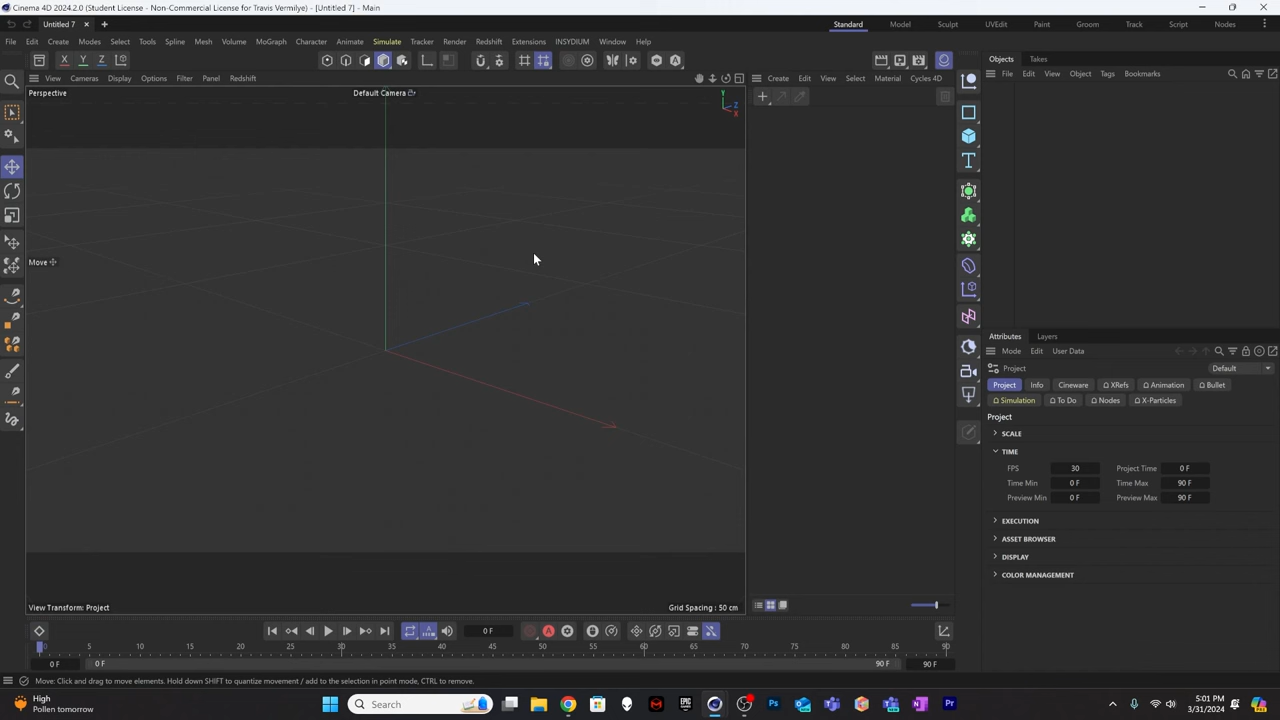 Cinema 4D 2024.2.0 (Student License - Non-Commercial License for Travis Vermilye) - [Untitled 7] - Main
Untitled 7
Standard Model Sculpt UVEdit Paint Groom Track Script Nodes
File Edit Create Modes Select Tools Spline Mesh Volume MoGraph Character Animate Simulate Tracker Render Redshift Extensions INSYDIUM Window Help
X Y Z
Objects Takes
View Cameras Display Options Filter Panel Redshift
Create Edit View Select Material Cycles 4D
File Edit View Object Tags Bookmarks
Perspective
Default Camera
Y
Z
X
Move
Attributes Layers
Mode Edit User Data
Project
Default
Project Info Cineware XRefs Animation Bullet
Simulation To Do Nodes X-Particles
Project
SCALE
TIME
FPS 30 Project Time 0 F
Time Min 0 F Time Max 90 F
Preview Min 0 F Preview Max 90 F
EXECUTION
ASSET BROWSER
DISPLAY
COLOR MANAGEMENT
View Transform: Project
Grid Spacing : 50 cm
0 F
0 5 10 15 20 25 30 35 40 45 50 55 60 65 70 75 80 85 90
0 F 0 F 90 F 90 F
Move: Click and drag to move elements. Hold down SHIFT to quantize movement / add to the selection in point mode, CTRL to remove.
High
Pollen tomorrow
Search
5:01 PM
3/31/2024